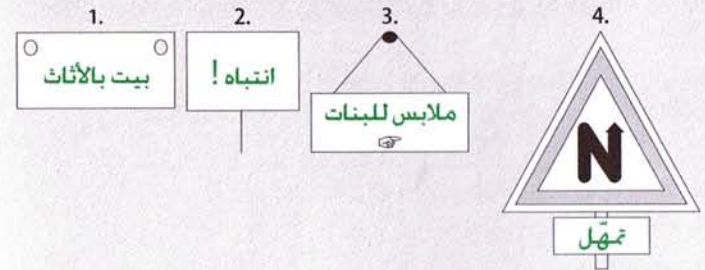 1.
بيت بالأثاث
2.
انتباه !
3.
ملابس للبنات
4.
تمهّل